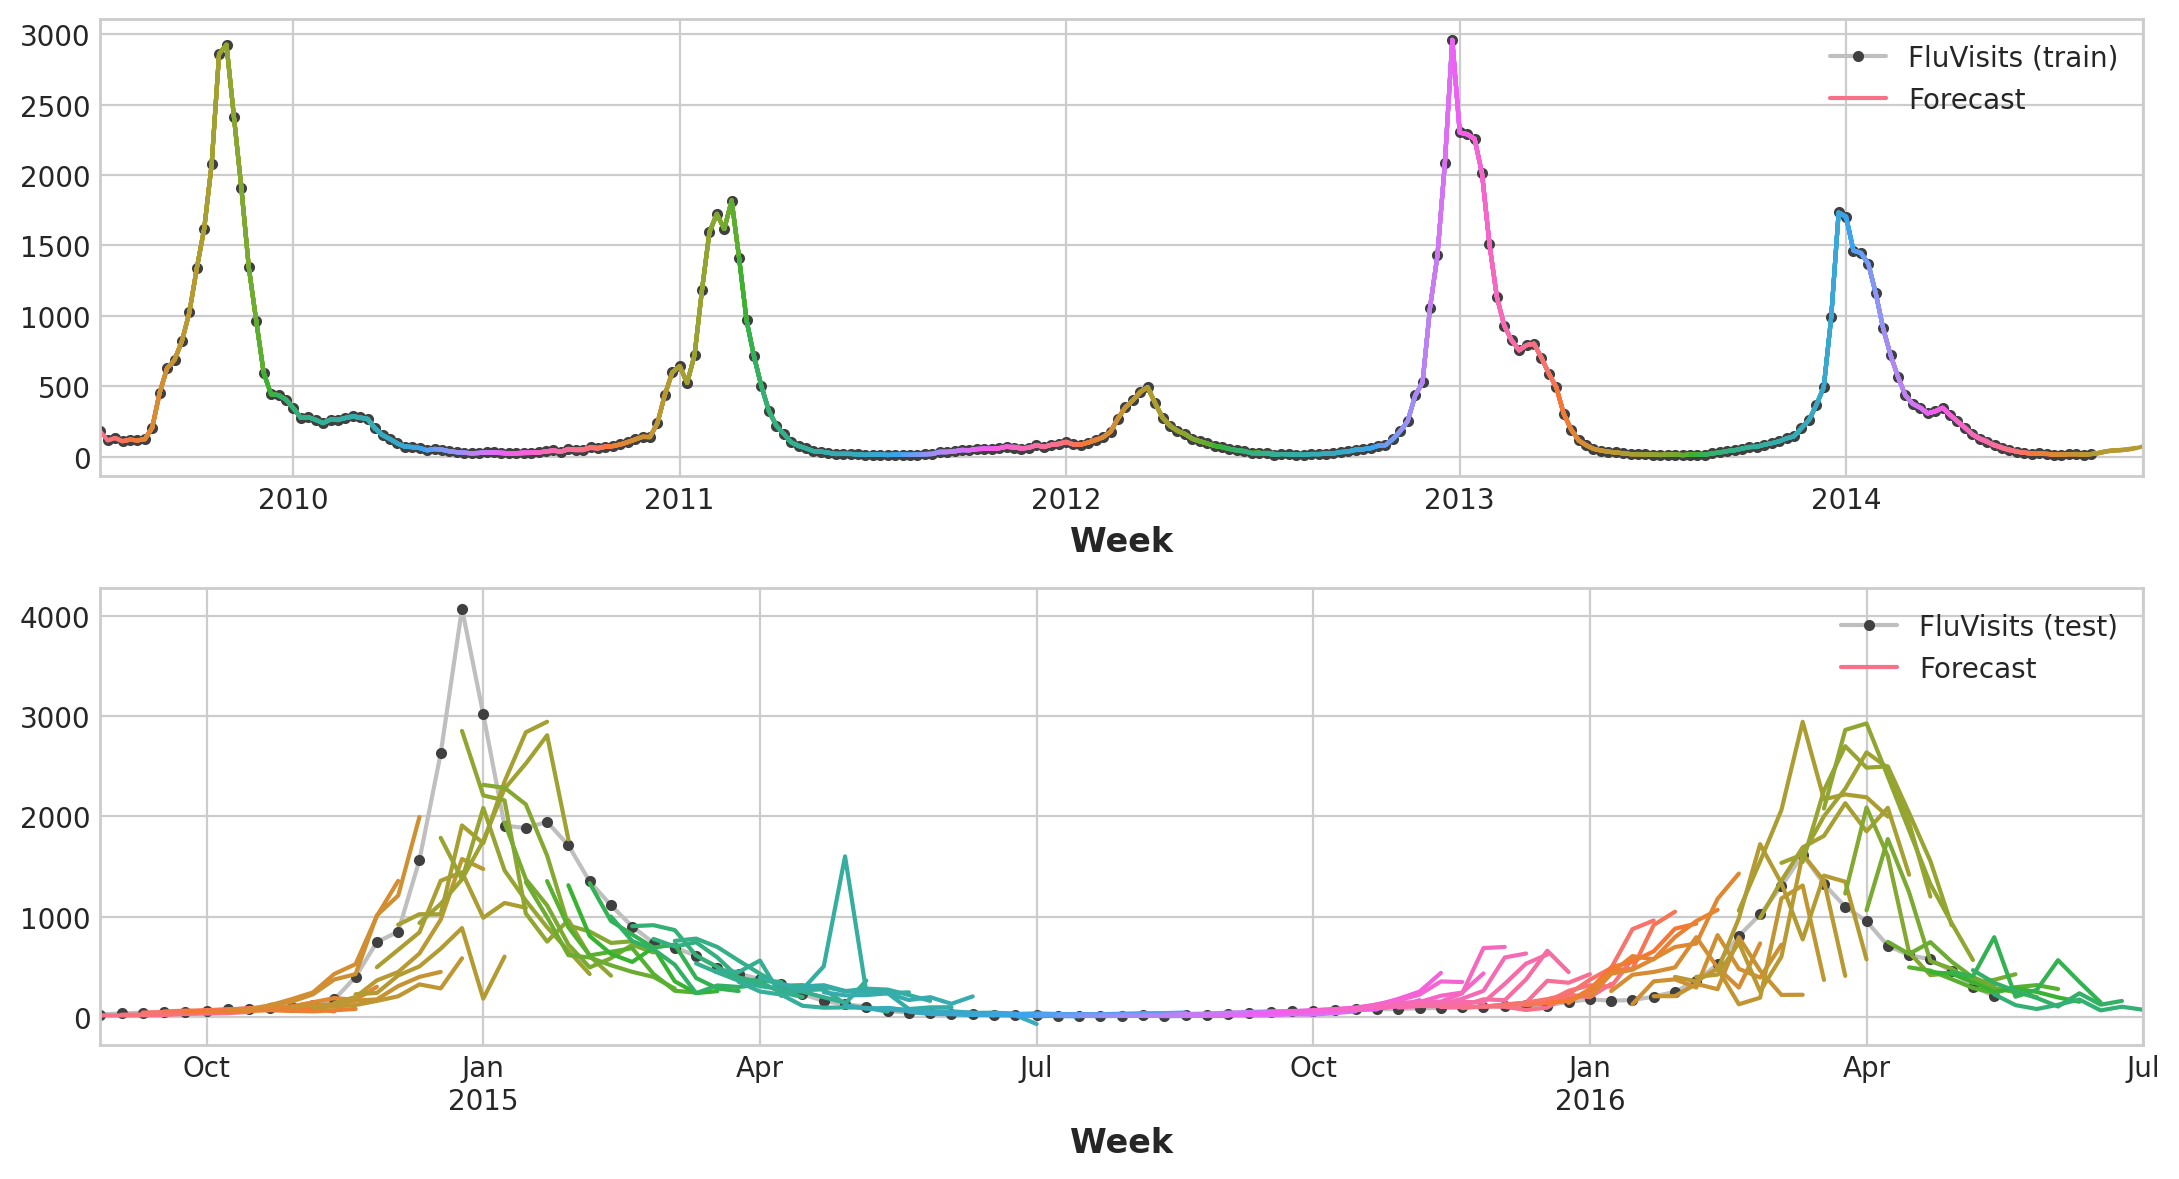 3000
2500
2000
1500
1000
500
0
FluVisits (train)
Forecast
2010 2011 2012 2013 2014
Week
4000
3000
2000
1000
0
FluVisits (test)
Forecast
Oct Jan Apr Jul Oct Jan Apr Jul
2015 2016
Week